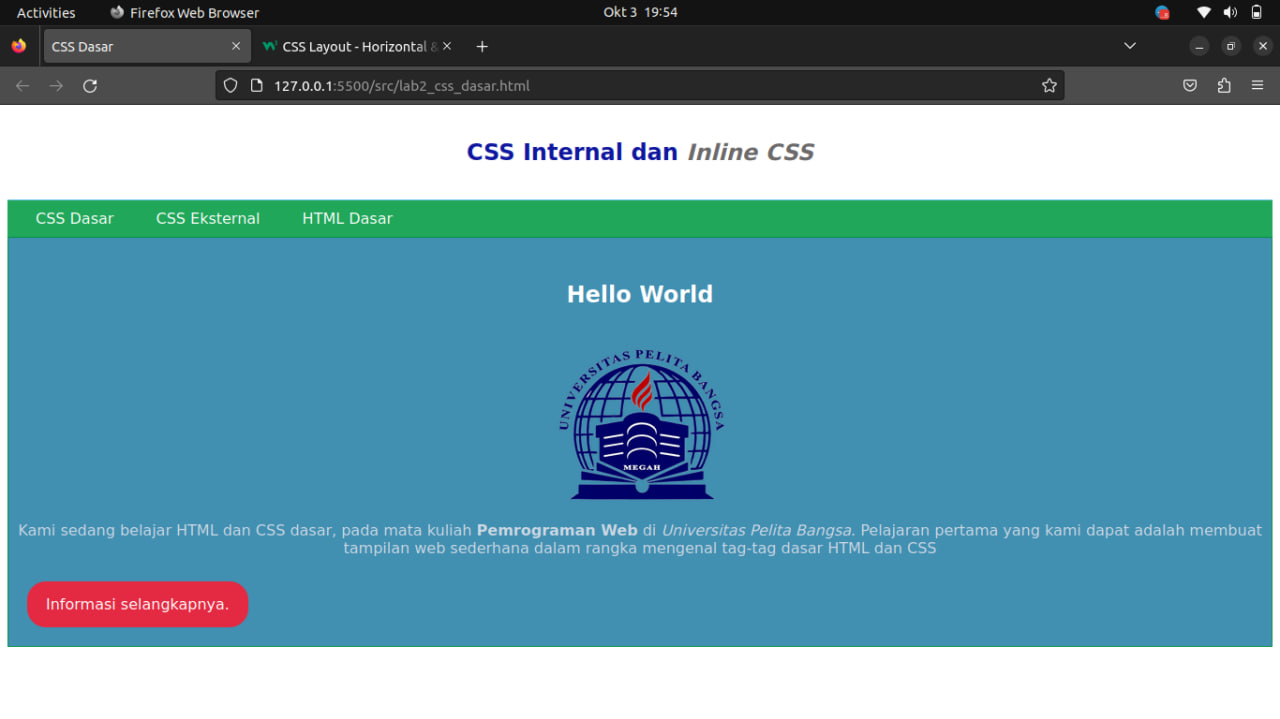 Activities
Firefox Web Browser
Okt 3 19:54
CSS Dasar
CSS Layout - Horizontal &
127.0.0.1:5500/src/lab2_css_dasar.html
CSS Internal dan Inline CSS
CSS Dasar
CSS Eksternal
HTML Dasar
Hello World
UNIVERSITAS PELITA BANGSA
MEGAH
Kami sedang belajar HTML dan CSS dasar, pada mata kuliah Pemrograman Web di Universitas Pelita Bangsa. Pelajaran pertama yang kami dapat adalah membuat
tampilan web sederhana dalam rangka mengenal tag-tag dasar HTML dan CSS
Informasi selangkapnya.